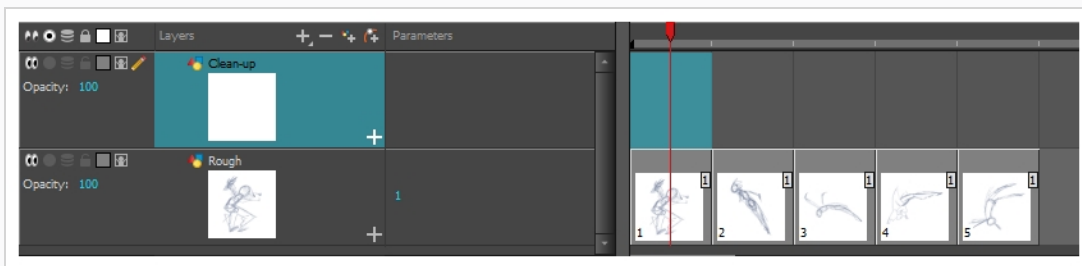 Layers Parameters
Clean-up
Opacity: 100
Rough
Opacity: 100
1
1 1 1 1 1
1 2 3 4 5